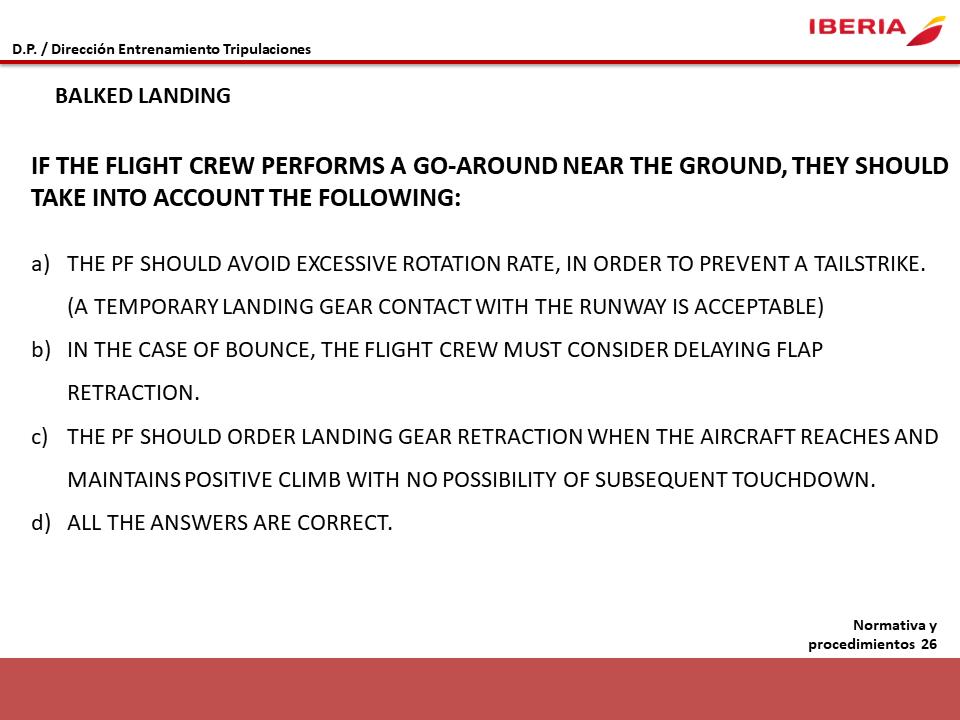 IBERIA
D.P. / Dirección Entrenamiento Tripulaciones
BALKED LANDING
IF THE FLIGHT CREW PERFORMS A GO-AROUND NEAR THE GROUND, THEY SHOULD
TAKE INTO ACCOUNT THE FOLLOWING:
a) THE PF SHOULD AVOID EXCESSIVE ROTATION RATE, IN ORDER TO PREVENT A TAILSTRIKE.
(A TEMPORARY LANDING GEAR CONTACT WITH THE RUNWAY IS ACCEPTABLE)
b) IN THE CASE OF BOUNCE, THE FLIGHT CREW MUST CONSIDER DELAYING FLAP
RETRACTION.
c) THE PF SHOULD ORDER LANDING GEAR RETRACTION WHEN THE AIRCRAFT REACHES AND
MAINTAINS POSITIVE CLIMB WITH NO POSSIBILITY OF SUBSEQUENT TOUCHDOWN.
d) ALL THE ANSWERS ARE CORRECT.
Normativa y
procedimientos 26